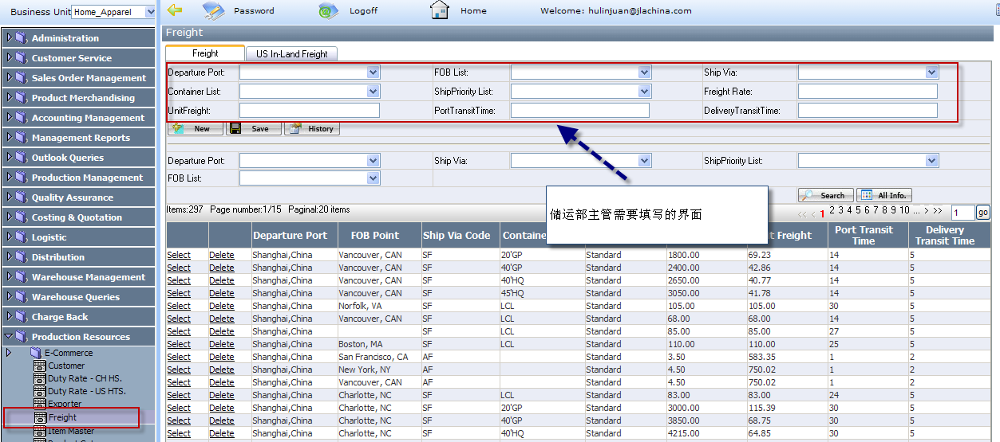 Business Unit Home_Apparel Password Logoff Home Welcome: hulinjuan@jlachina.com
Freight
Administration
Customer Service
Sales Order Management
Product Merchandising
Accounting Management
Management Reports
Outlook Queries
Production Management
Quality Assurance
Costing & Quotation
Logistic
Distribution
Warehouse Management
Warehouse Queries
Charge Back
Production Resources
E-Commerce
Customer
Duty Rate - CH HS.
Duty Rate - US HTS.
Exporter
Freight
Item Master
Freight US In-Land Freight
Departure Port: FOB List: Ship Via:
Container List: ShipPriority List: Freight Rate:
UnitFreight: PortTransitTime: DeliveryTransitTime:
New Save History
Departure Port: Ship Via: ShipPriority List:
FOB List:
储运部主管需要填写的界面
Search All Info.
Items:297 Page number:1/15 Paginal:20 items << < 1 2 3 4 5 6 7 8 9 10 ... > >> 1 go
Departure Port FOB Point Ship Via Code Containe t Freight Port Transit Time Delivery Transit Time
Select Delete Shanghai,China Vancouver, CAN SF 20'GP Standard 1800.00 69.23 14 5
Select Delete Shanghai,China Vancouver, CAN SF 40'GP Standard 2400.00 42.86 14 5
Select Delete Shanghai,China Vancouver, CAN SF 40'HQ Standard 2650.00 40.77 14 5
Select Delete Shanghai,China Vancouver, CAN SF 45'HQ Standard 3050.00 41.78 14 5
Select Delete Shanghai,China Norfolk, VA SF LCL Standard 105.00 105.00 30 5
Select Delete Shanghai,China Vancouver, CAN SF LCL Standard 68.00 68.00 14 5
Select Delete Shanghai,China SF LCL Standard 85.00 85.00 27 5
Select Delete Shanghai,China Boston, MA SF LCL Standard 110.00 110.00 25 5
Select Delete Shanghai,China San Francisco, CA AF Standard 3.50 583.35 1 2
Select Delete Shanghai,China New York, NY AF Standard 4.50 750.02 1 2
Select Delete Shanghai,China Vancouver, CAN AF Standard 4.50 750.02 1 2
Select Delete Shanghai,China Charlotte, NC SF LCL Standard 83.00 83.00 24 5
Select Delete Shanghai,China Charlotte, NC SF 20'GP Standard 3000.00 115.39 30 5
Select Delete Shanghai,China Charlotte, NC SF 40'GP Standard 3850.00 68.75 30 5
Select Delete Shanghai,China Charlotte, NC SF 40'HQ Standard 4215.00 64.85 30 5